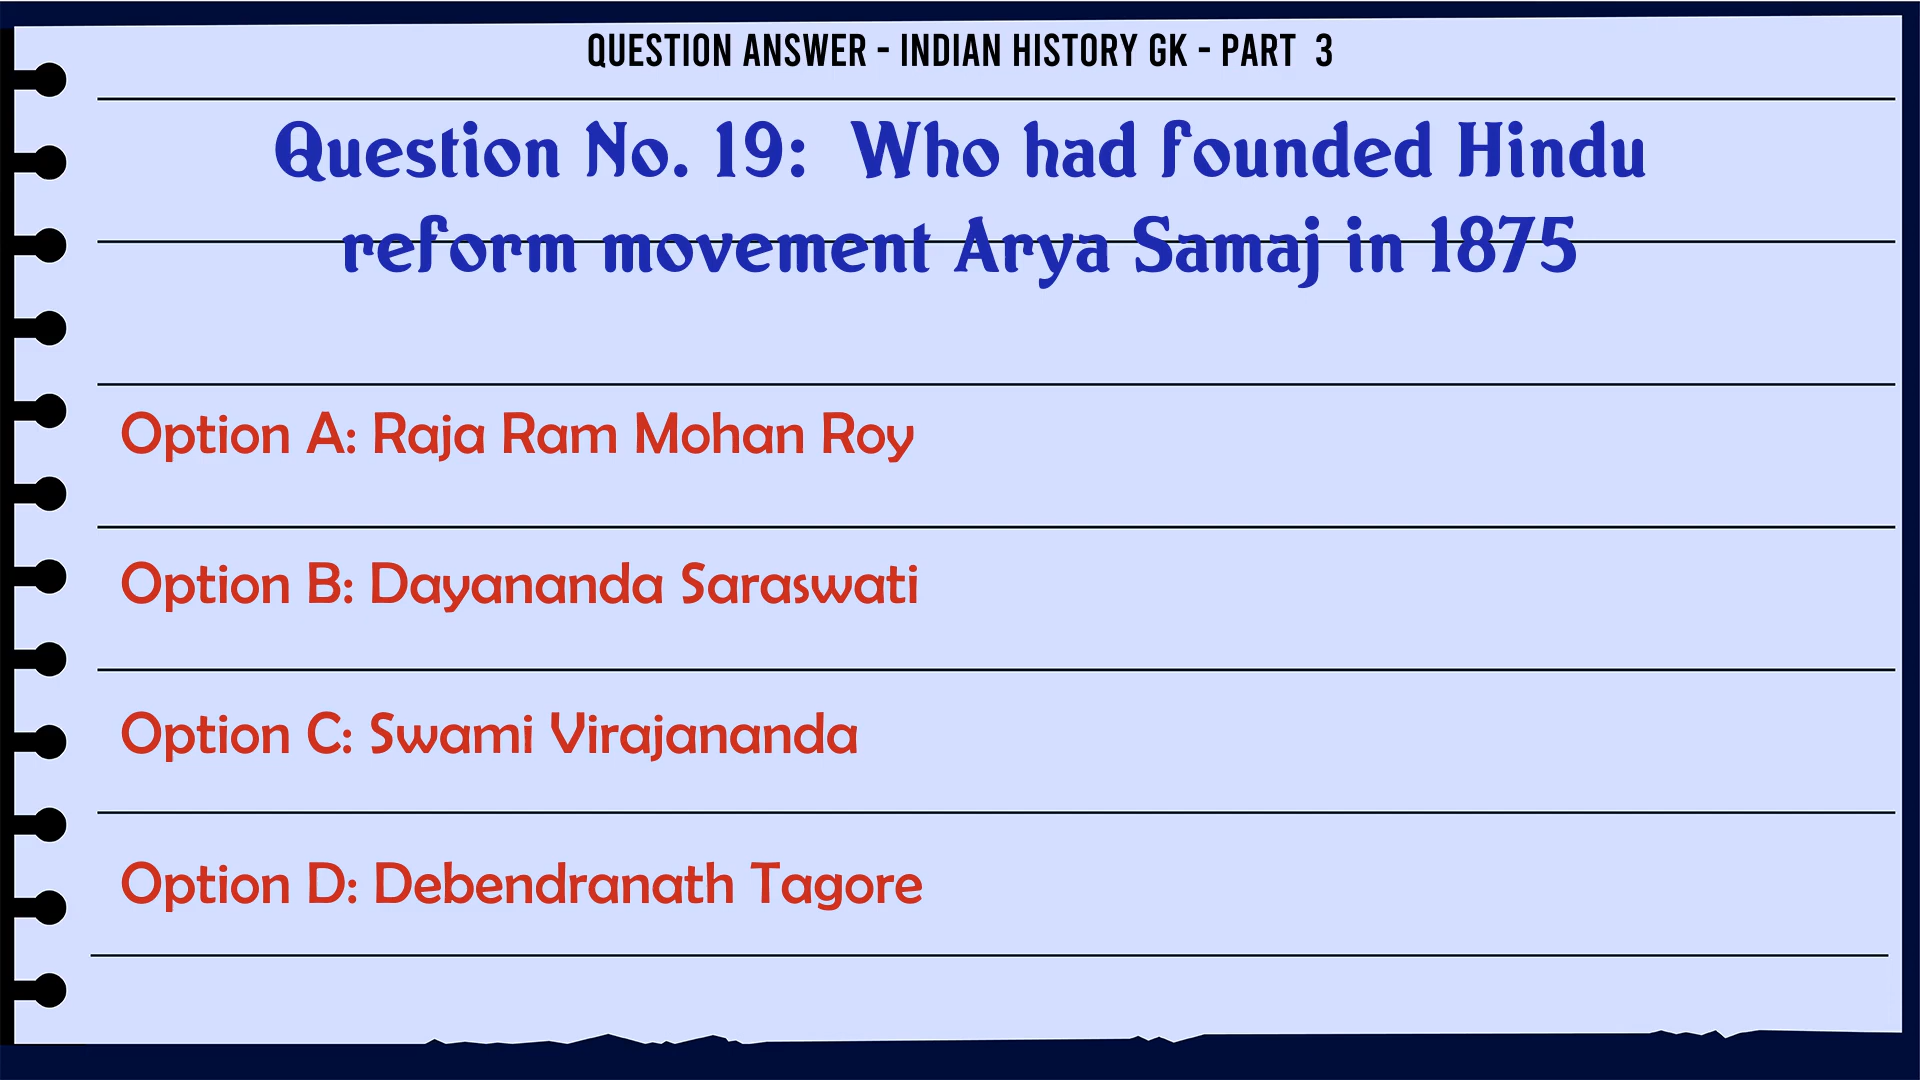 QUESTION ANSWER - INDIAN HISTORY GK - PART 3
Question No. 19: Who had founded Hindu
reform movement Arya Samaj in 1875
Option A: Raja Ram Mohan Roy
Option B: Dayananda Saraswati
Option C: Swami Virajananda
Option D: Debendranath Tagore